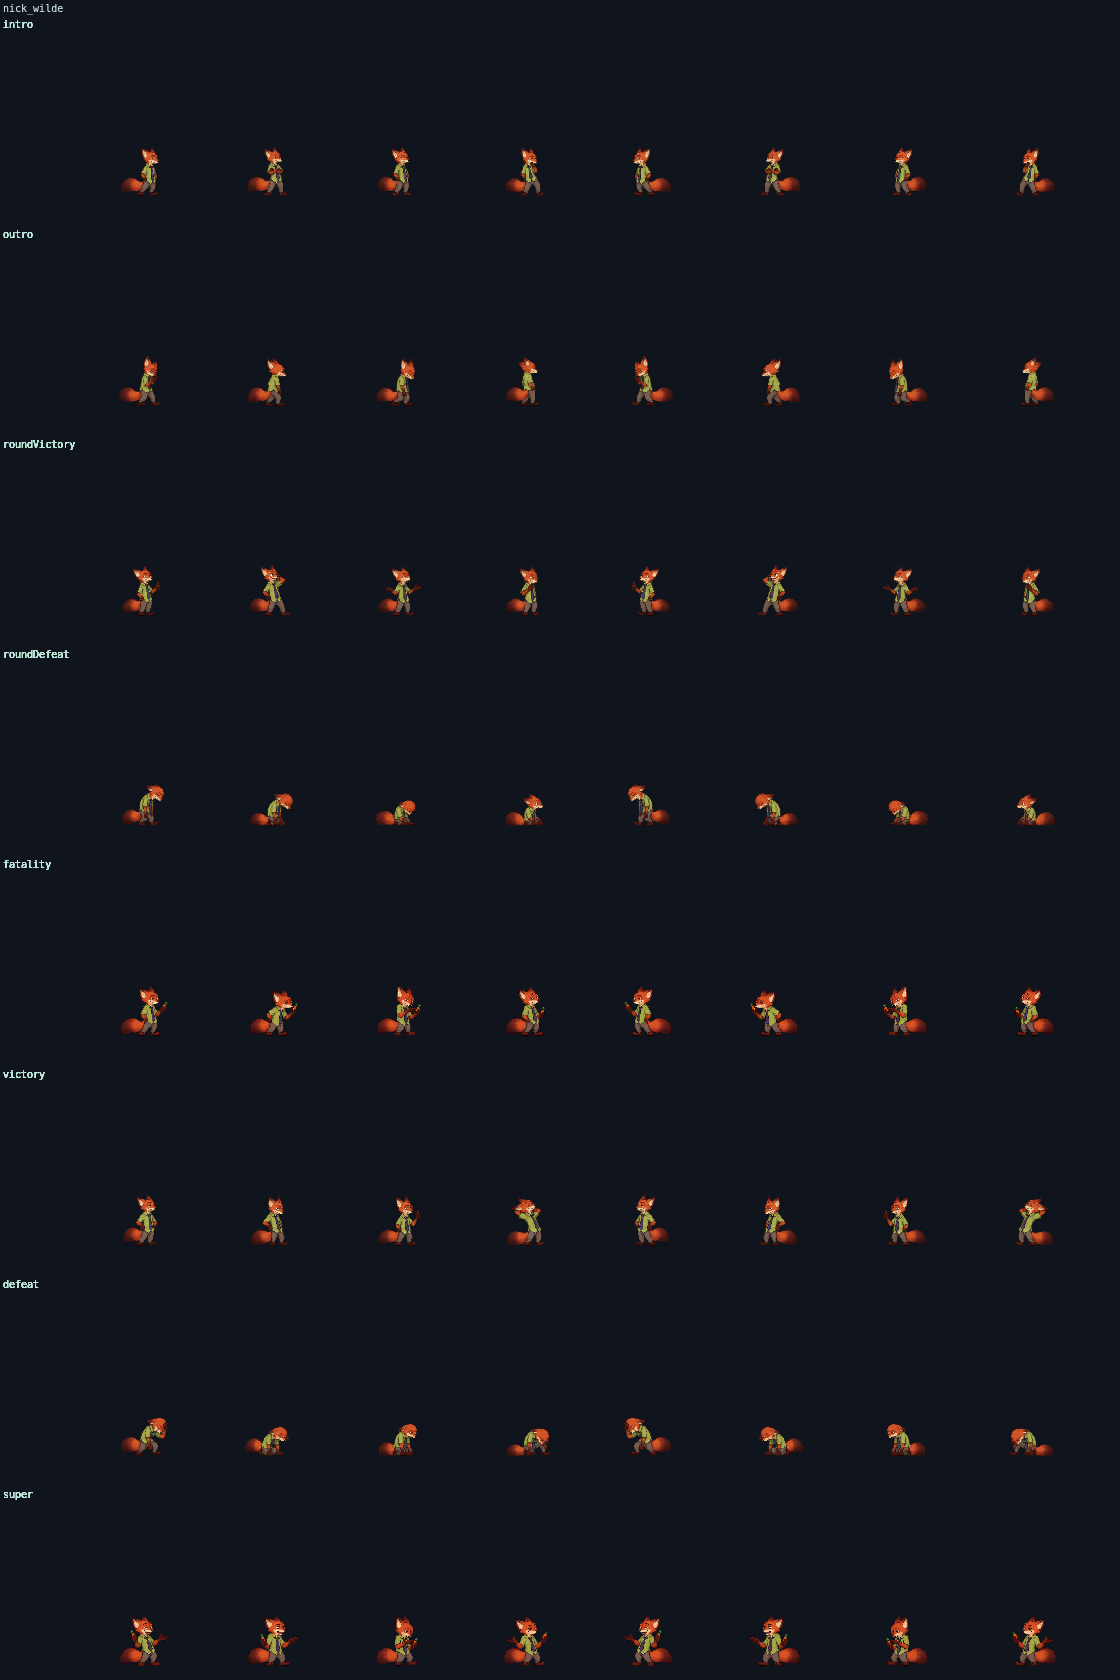 nick_wilde
intro
outro
roundVictory
roundDefeat
fatality
victory
defeat
super